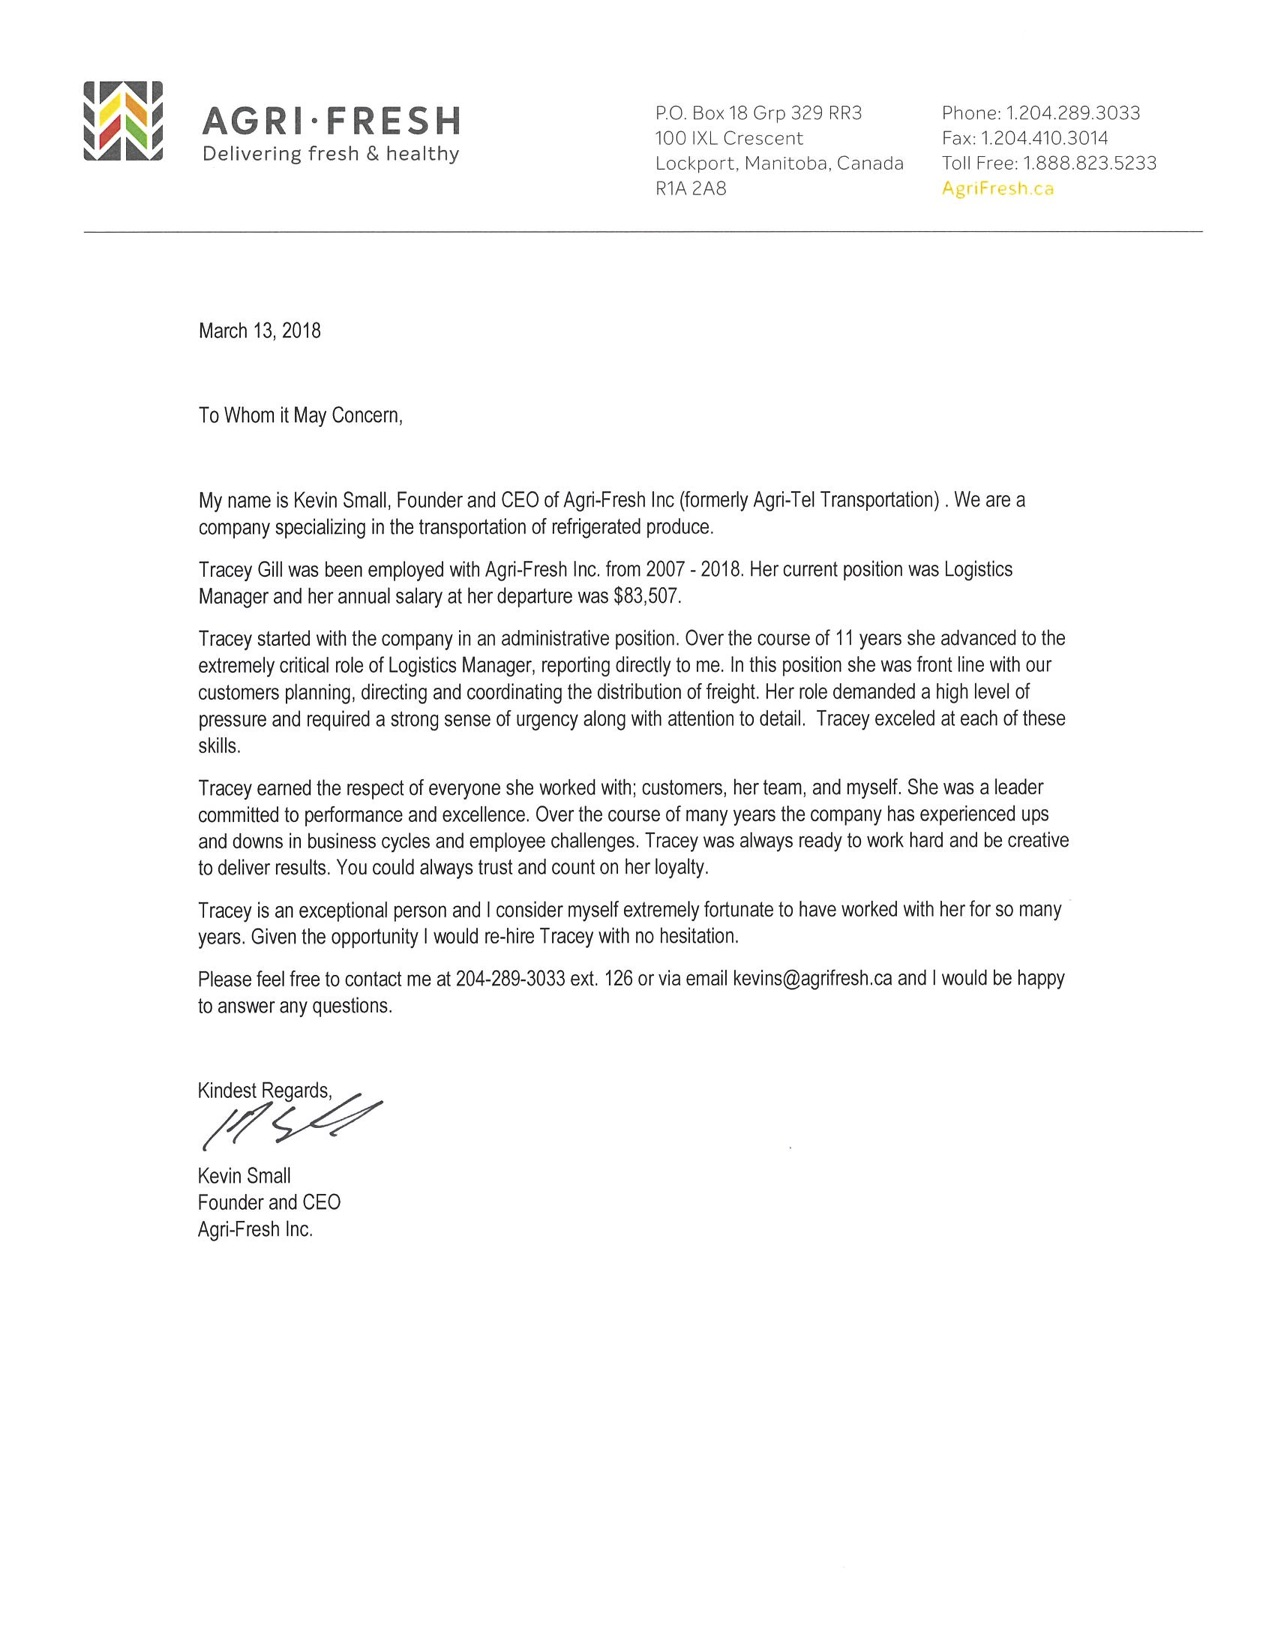 AGRI·FRESH
Delivering fresh & healthy
P.O. Box 18 Grp 329 RR3
100 IXL Crescent
Lockport, Manitoba, Canada
R1A 2A8
Phone: 1.204.289.3033
Fax: 1.204.410.3014
Toll Free: 1.888.823.5233
AgriFresh.ca
March 13, 2018
To Whom it May Concern,
My name is Kevin Small, Founder and CEO of Agri-Fresh Inc (formerly Agri-Tel Transportation) . We are a
company specializing in the transportation of refrigerated produce.
Tracey Gill was been employed with Agri-Fresh Inc. from 2007 - 2018. Her current position was Logistics
Manager and her annual salary at her departure was $83,507.
Tracey started with the company in an administrative position. Over the course of 11 years she advanced to the
extremely critical role of Logistics Manager, reporting directly to me. In this position she was front line with our
customers planning, directing and coordinating the distribution of freight. Her role demanded a high level of
pressure and required a strong sense of urgency along with attention to detail.  Tracey exceled at each of these
skills.
Tracey earned the respect of everyone she worked with; customers, her team, and myself. She was a leader
committed to performance and excellence. Over the course of many years the company has experienced ups
and downs in business cycles and employee challenges. Tracey was always ready to work hard and be creative
to deliver results. You could always trust and count on her loyalty.
Tracey is an exceptional person and I consider myself extremely fortunate to have worked with her for so many
years. Given the opportunity I would re-hire Tracey with no hesitation.
Please feel free to contact me at 204-289-3033 ext. 126 or via email kevins@agrifresh.ca and I would be happy
to answer any questions.
Kindest Regards,
Kevin Small
Founder and CEO
Agri-Fresh Inc.